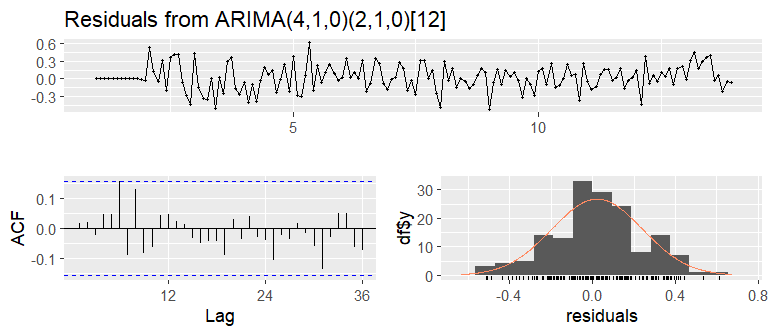 Residuals from ARIMA(4,1,0)(2,1,0)[12]
0.6
0.3
0.0
-0.3
5 10
ACF
0.1
0.0
-0.1
12 24 36
Lag
df$y
30
20
10
0
-0.4 0.0 0.4 0.8
residuals